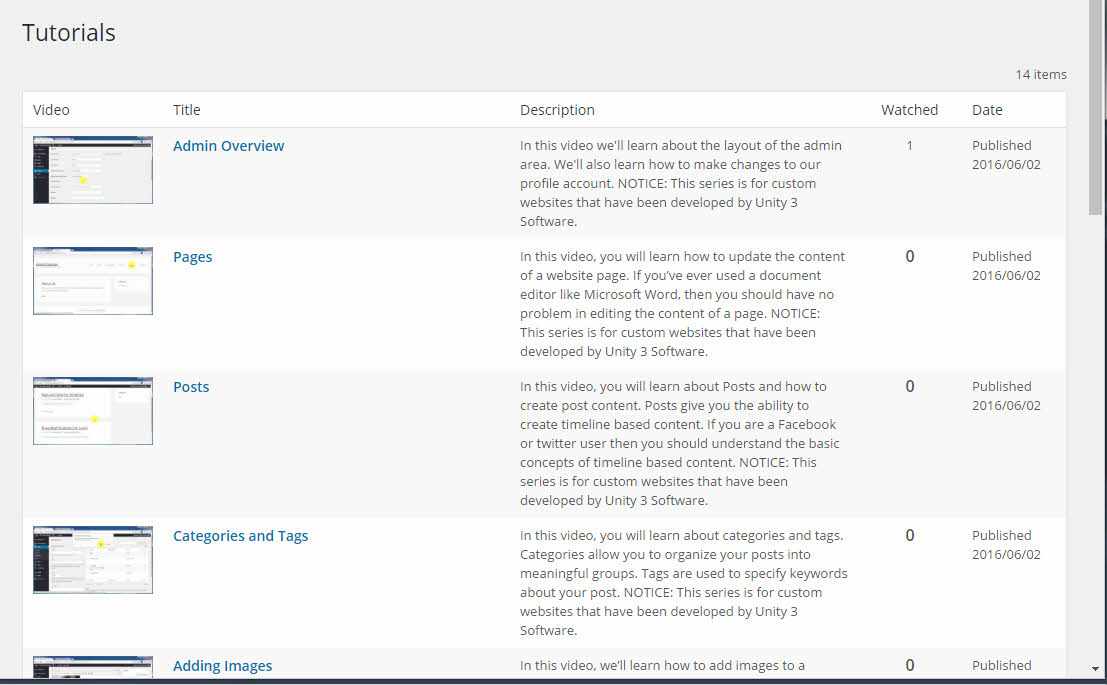 Tutorials
14 items
Video Title Description Watched Date
Admin Overview
In this video we'll learn about the layout of the admin
area. We'll also learn how to make changes to our
profile account. NOTICE: This series is for custom
websites that have been developed by Unity 3
Software.
1
Published
2016/06/02
Pages
In this video, you will learn how to update the content
of a website page. If you've ever used a document
editor like Microsoft Word, then you should have no
problem in editing the content of a page. NOTICE:
This series is for custom websites that have been
developed by Unity 3 Software.
0
Published
2016/06/02
Posts
In this video, you will learn about Posts and how to
create post content. Posts give you the ability to
create timeline based content. If you are a Facebook
or twitter user then you should understand the basic
concepts of timeline based content. NOTICE: This
series is for custom websites that have been
developed by Unity 3 Software.
0
Published
2016/06/02
Categories and Tags
In this video, you will learn about categories and tags.
Categories allow you to organize your posts into
meaningful groups. Tags are used to specify keywords
about your post. NOTICE: This series is for custom
websites that have been developed by Unity 3
Software.
0
Published
2016/06/02
Adding Images
In this video, we'll learn how to add images to a
0
Published